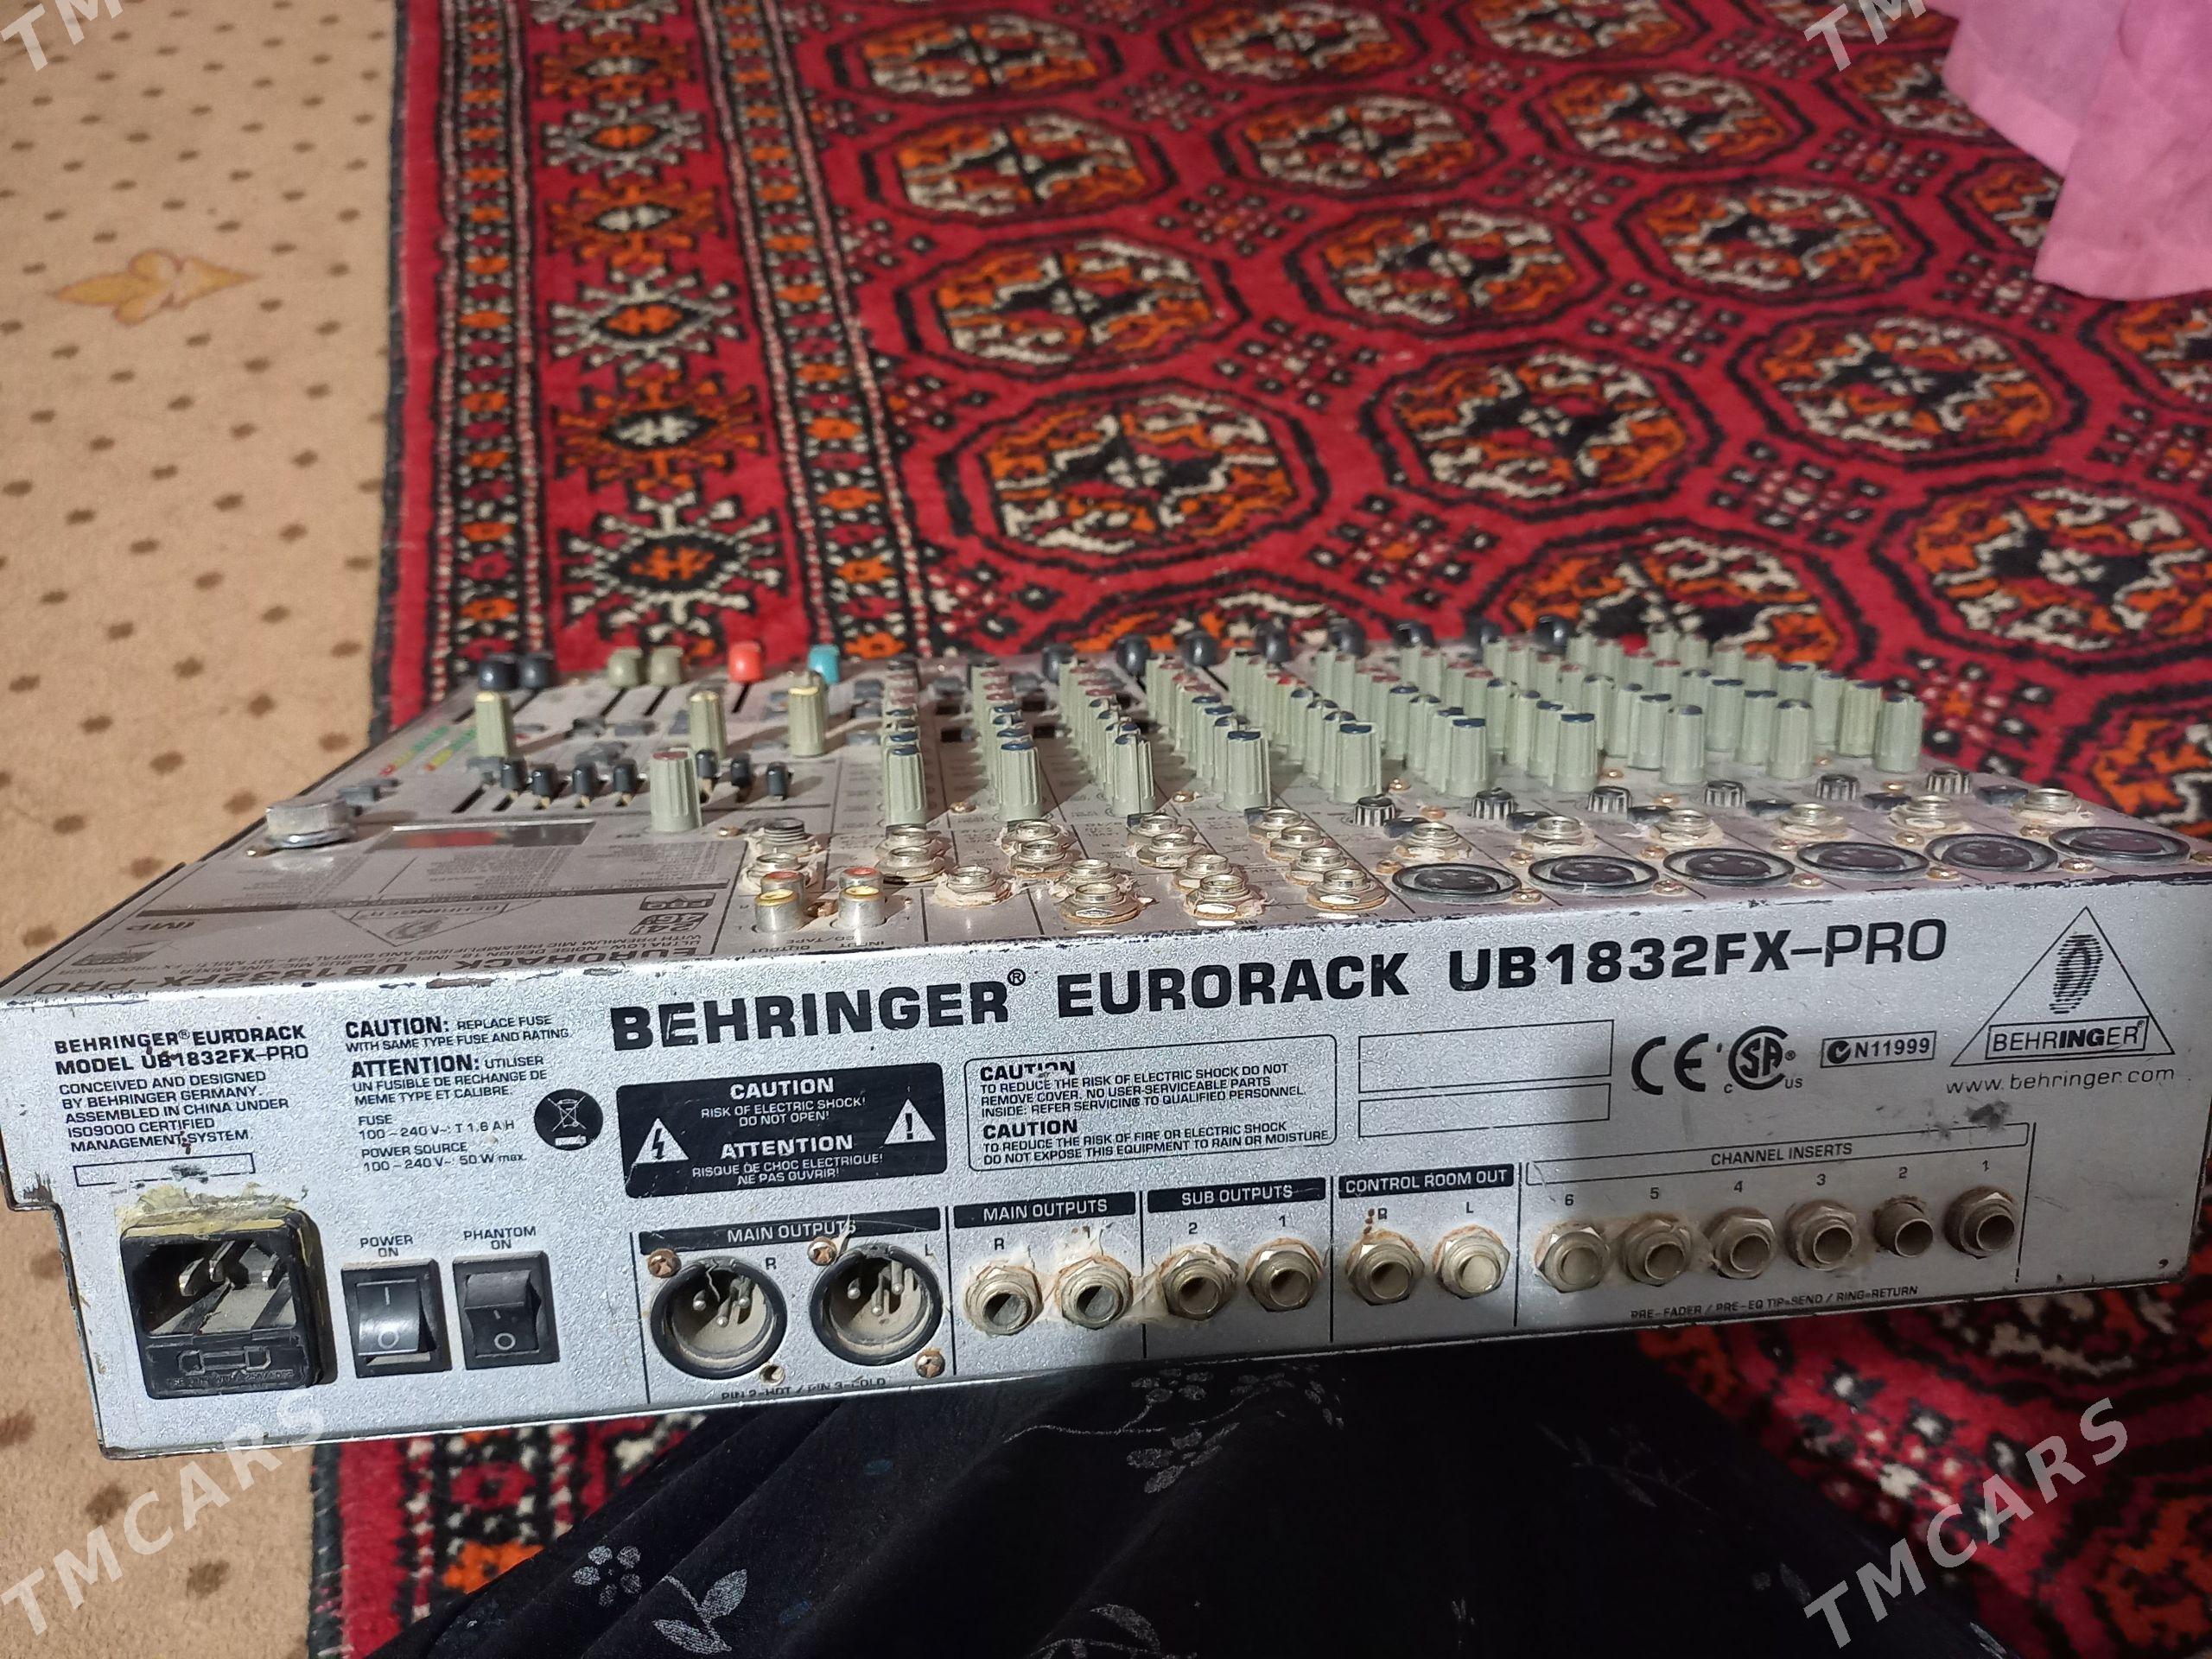 TMCARS
TMCARS
BEHRINGER
24BIT
EURORACK UB1832FX-PRO
BEHRINGER® EURORACK UB1832FX-PRO
BEHRINGER® EURORACK
MODEL UB1832FX-PRO
CONCEIVED AND DESIGNED
BY BEHRINGER GERMANY.
ASSEMBLED IN CHINA UNDER
ISO9000 CERTIFIED
MANAGEMENT SYSTEM.
CAUTION: REPLACE FUSE
WITH SAME TYPE FUSE AND RATING.
ATTENTION: UTILISER
UN FUSIBLE DE RECHANGE DE
MEME TYPE ET CALIBRE.
FUSE
100-240 V~: T 1.6 A H
POWER SOURCE
100-240 V~: 50 W max.
CAUTION
RISK OF ELECTRIC SHOCK!
DO NOT OPEN!
ATTENTION
RISQUE DE CHOC ELECTRIQUE!
NE PAS OUVRIR!
CAUTION
TO REDUCE THE RISK OF ELECTRIC SHOCK DO NOT
REMOVE COVER. NO USER-SERVICEABLE PARTS
INSIDE: REFER SERVICING TO QUALIFIED PERSONNEL.
CAUTION
TO REDUCE THE RISK OF FIRE OR ELECTRIC SHOCK
DO NOT EXPOSE THIS EQUIPMENT TO RAIN OR MOISTURE.
CE
C SA® US
N11999
BEHRINGER®
www.behringer.com
POWER
ON
PHANTOM
ON
MAIN OUTPUTS
R L
PIN 2=HOT / PIN 3=COLD
MAIN OUTPUTS
R L
SUB OUTPUTS
2 1
CONTROL ROOM OUT
R L
CHANNEL INSERTS
6 5 4 3 2 1
PRE-FADER / PRE-EQ TIP=SEND / RING=RETURN
TMCARS
TMCARS